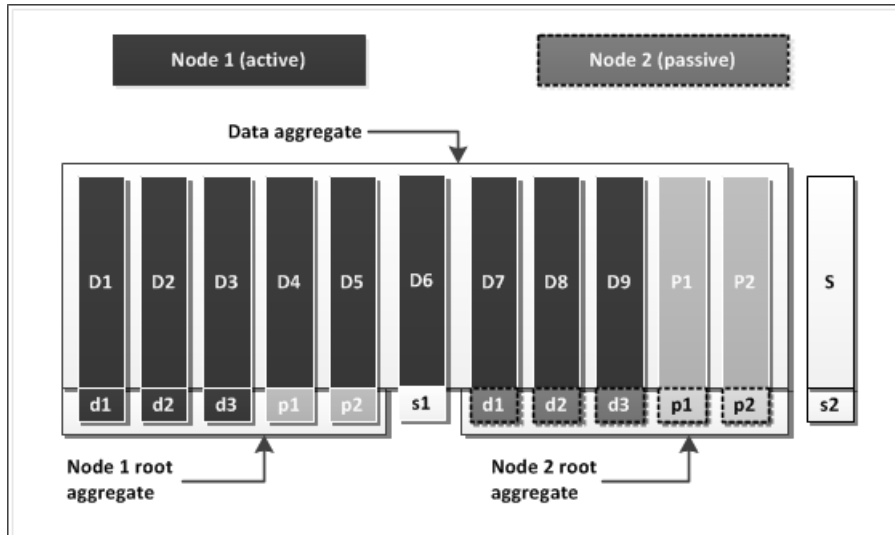 Node 1 (active)
Node 2 (passive)
Data aggregate
D1 D2 D3 D4 D5 D6 D7 D8 D9 P1 P2 S
d1 d2 d3 p1 p2 s1 d1 d2 d3 p1 p2 s2
Node 1 root
aggregate
Node 2 root
aggregate